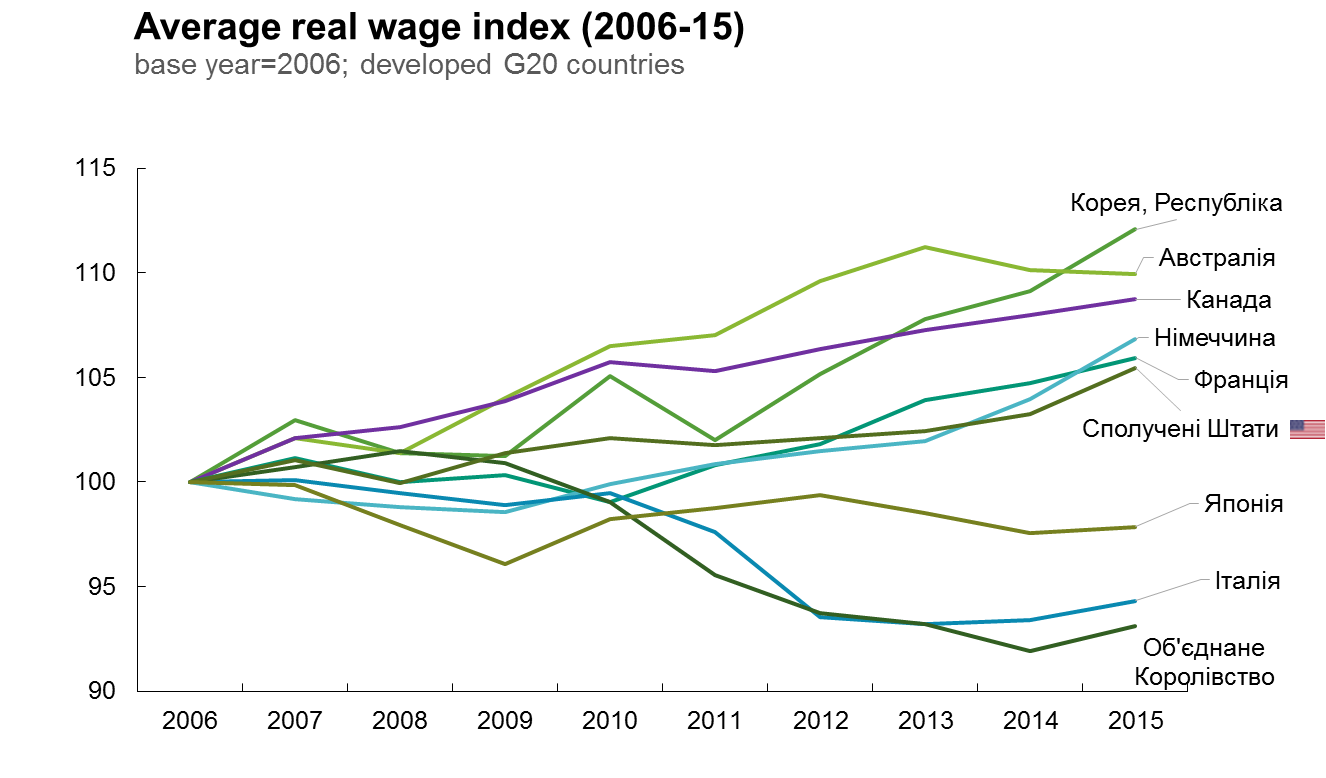 Average real wage index (2006-15)
base year=2006; developed G20 countries
115
110
105
100
95
90
Корея, Республіка
Австралія
Канада
Німеччина
Франція
Сполучені Штати
Японія
Італія
Об'єднане
Королівство
2006 2007 2008 2009 2010 2011 2012 2013 2014 2015